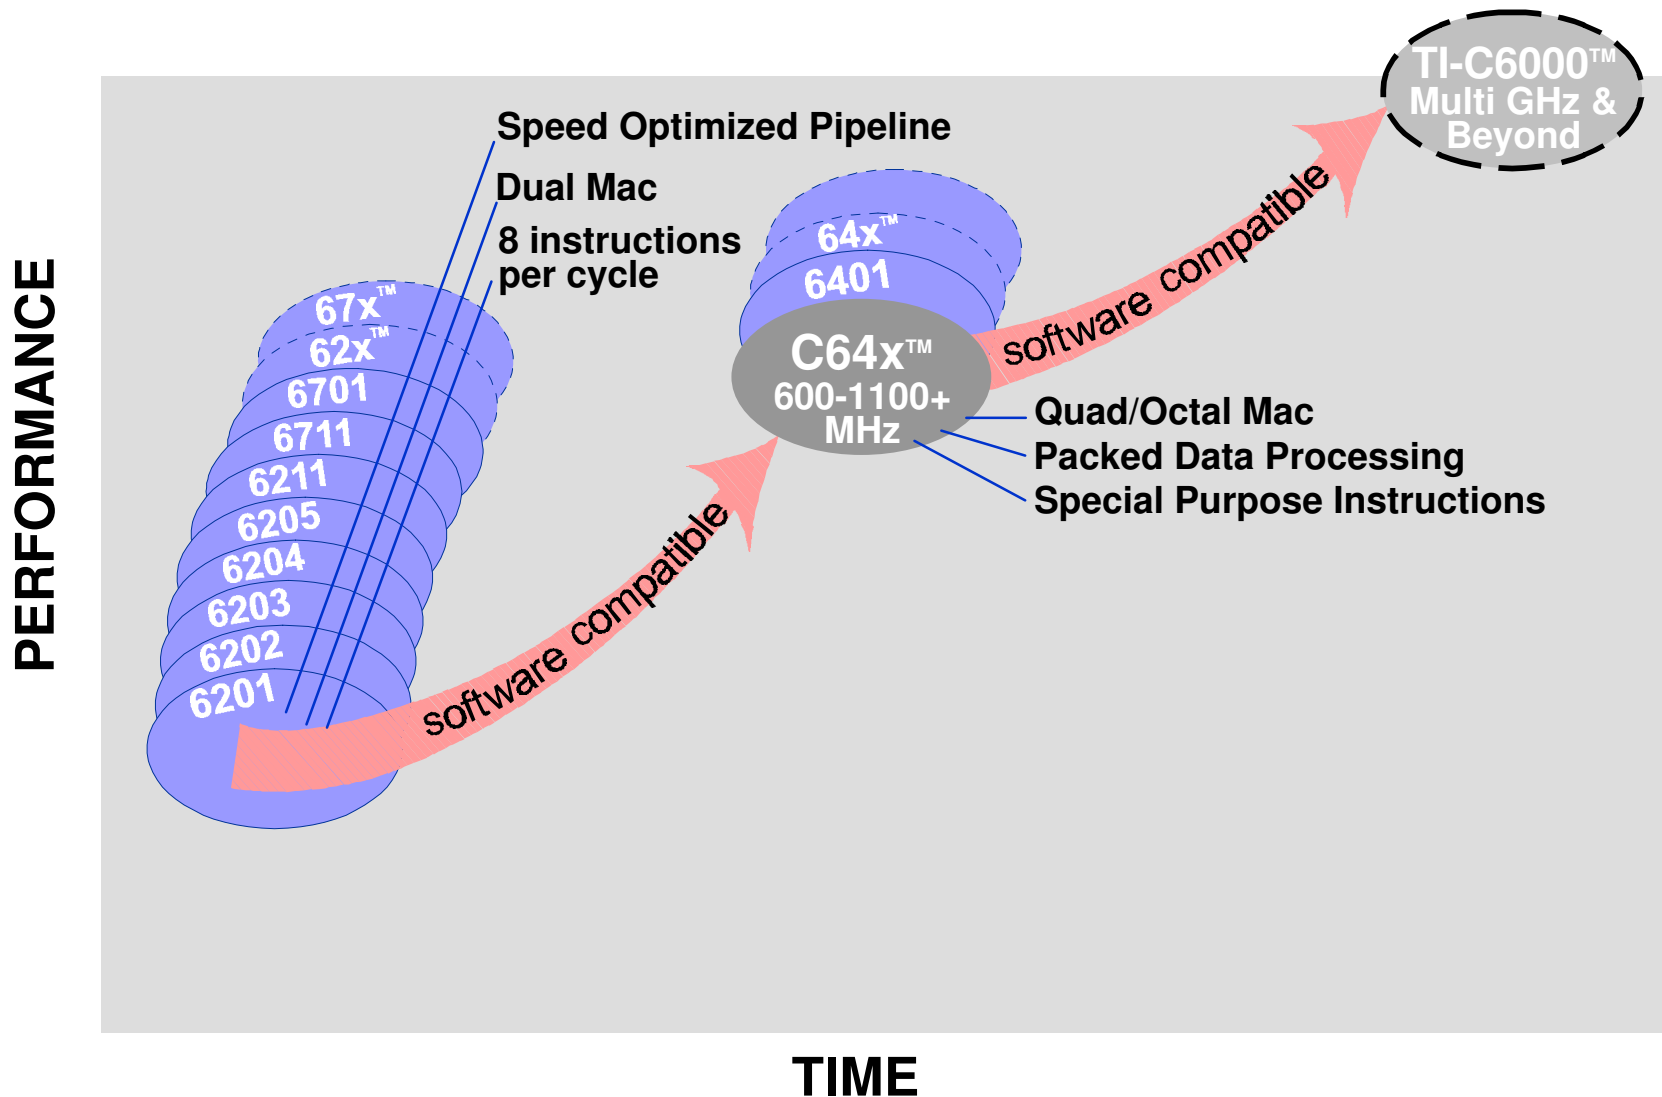 TI-C6000™
Multi GHz &
Beyond
Speed Optimized Pipeline
Dual Mac
8 instructions
per cycle
64x™
6401
C64x™
600-1100+
MHz
software compatible
Quad/Octal Mac
Packed Data Processing
Special Purpose Instructions
67x™
62x™
6701
6711
6211
6205
6204
6203
6202
6201
software compatible
PERFORMANCE
TIME